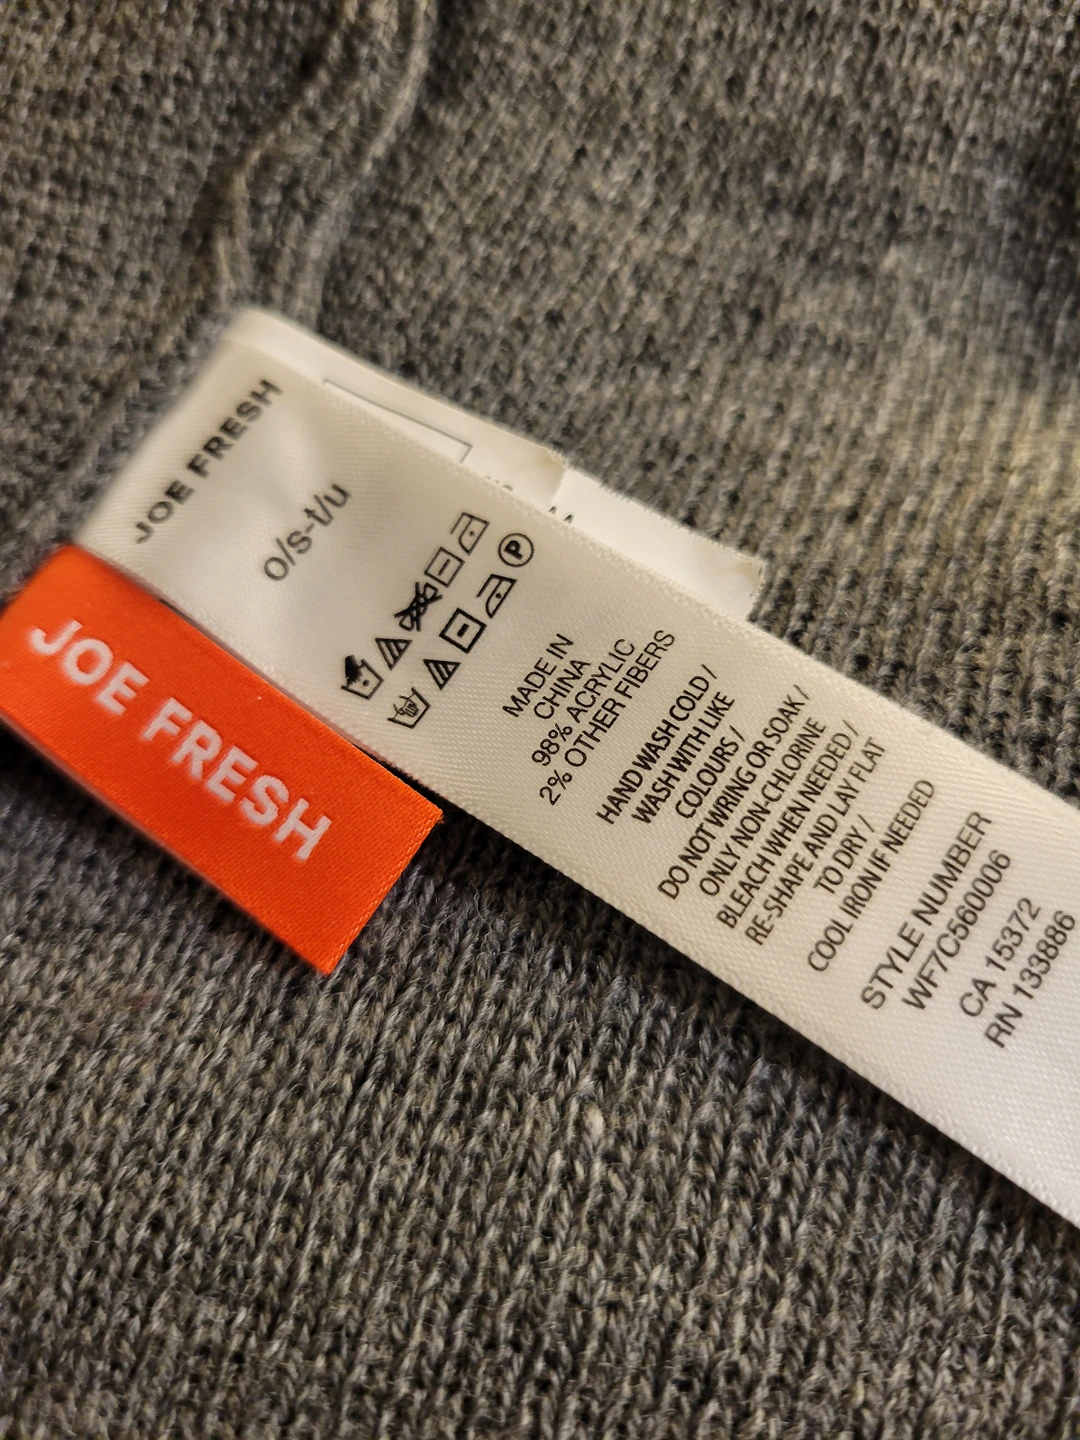 JOE FRESH
JOE FRESH
o/s-t/u
P
MADE IN
CHINA
98% ACRYLIC
2% OTHER FIBERS
HAND WASH COLD /
WASH WITH LIKE
COLOURS /
DO NOT WRING OR SOAK /
ONLY NON-CHLORINE
BLEACH WHEN NEEDED /
RE-SHAPE AND LAY FLAT
TO DRY /
COOL IRON IF NEEDED
STYLE NUMBER
WF7C560006
CA 15372
RN 133886